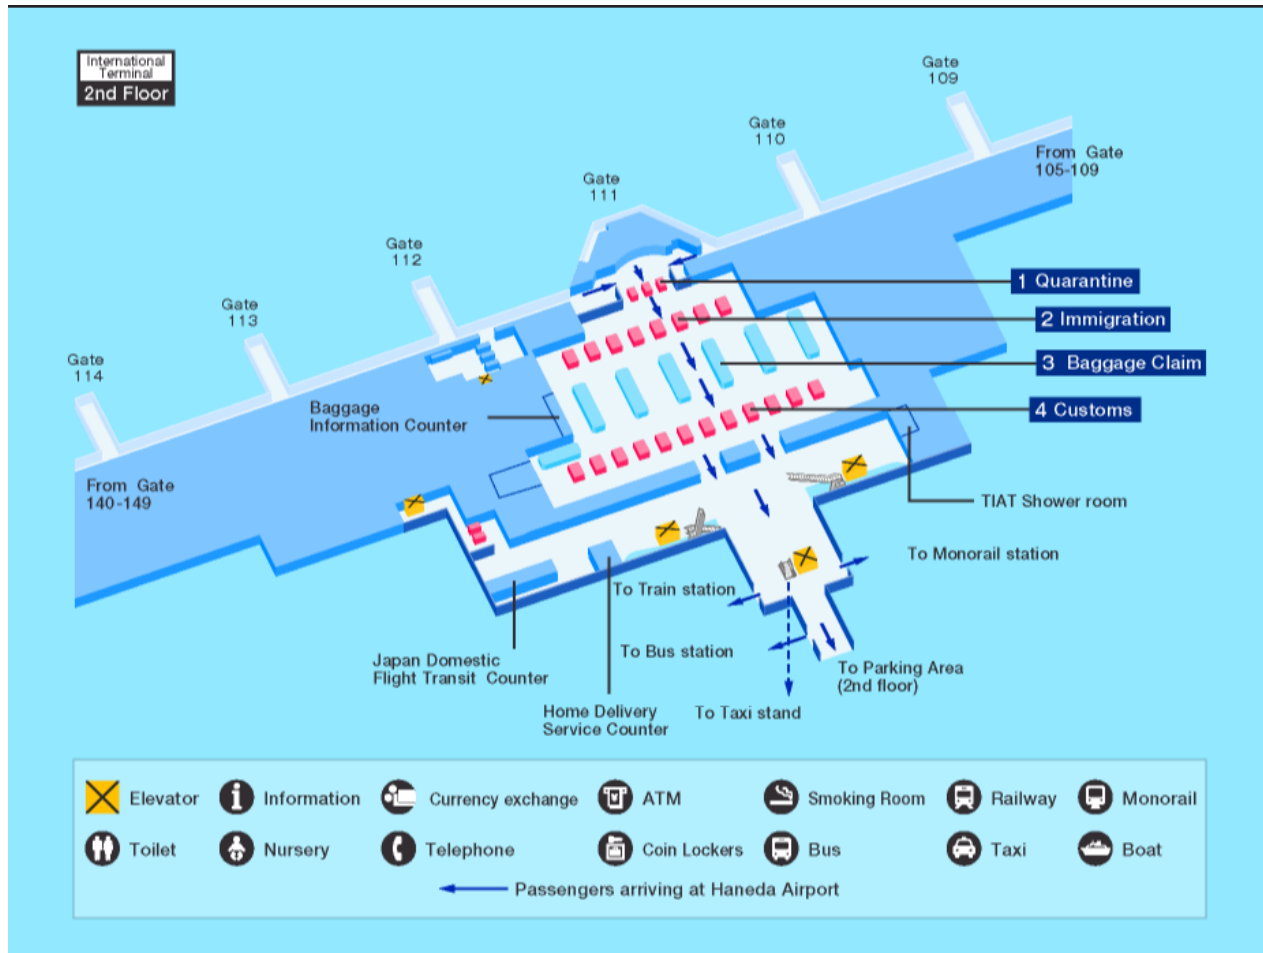 International
Terminal
2nd Floor
Gate
109
Gate
110
From Gate
105-109
Gate
111
Gate
112
1 Quarantine
Gate
113
2 Immigration
Gate
114
3 Baggage Claim
Baggage
Information Counter
4 Customs
From Gate
140-149
TIAT Shower room
To Monorail station
To Train station
To Bus station
Japan Domestic
Flight Transit Counter
To Parking Area
(2nd floor)
Home Delivery
Service Counter
To Taxi stand
Elevator Information Currency exchange ATM Smoking Room Railway Monorail
Toilet Nursery Telephone Coin Lockers Bus Taxi Boat
Passengers arriving at Haneda Airport